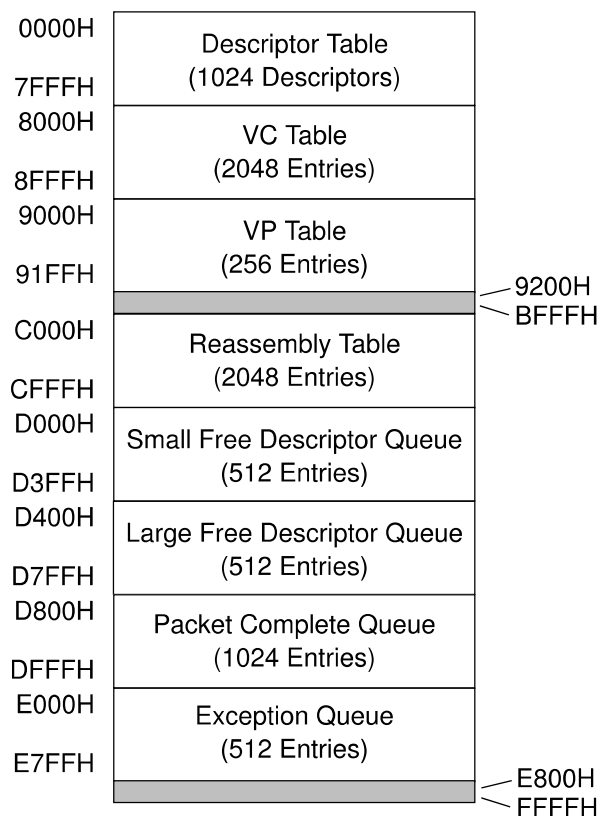 0000H
Descriptor Table
(1024 Descriptors)
7FFFH
8000H
VC Table
(2048 Entries)
8FFFH
9000H
VP Table
(256 Entries)
91FFH
9200H
BFFFH
C000H
Reassembly Table
(2048 Entries)
CFFFH
D000H
Small Free Descriptor Queue
(512 Entries)
D3FFH
D400H
Large Free Descriptor Queue
(512 Entries)
D7FFH
D800H
Packet Complete Queue
(1024 Entries)
DFFFH
E000H
Exception Queue
(512 Entries)
E7FFH
E800H
FFFFH